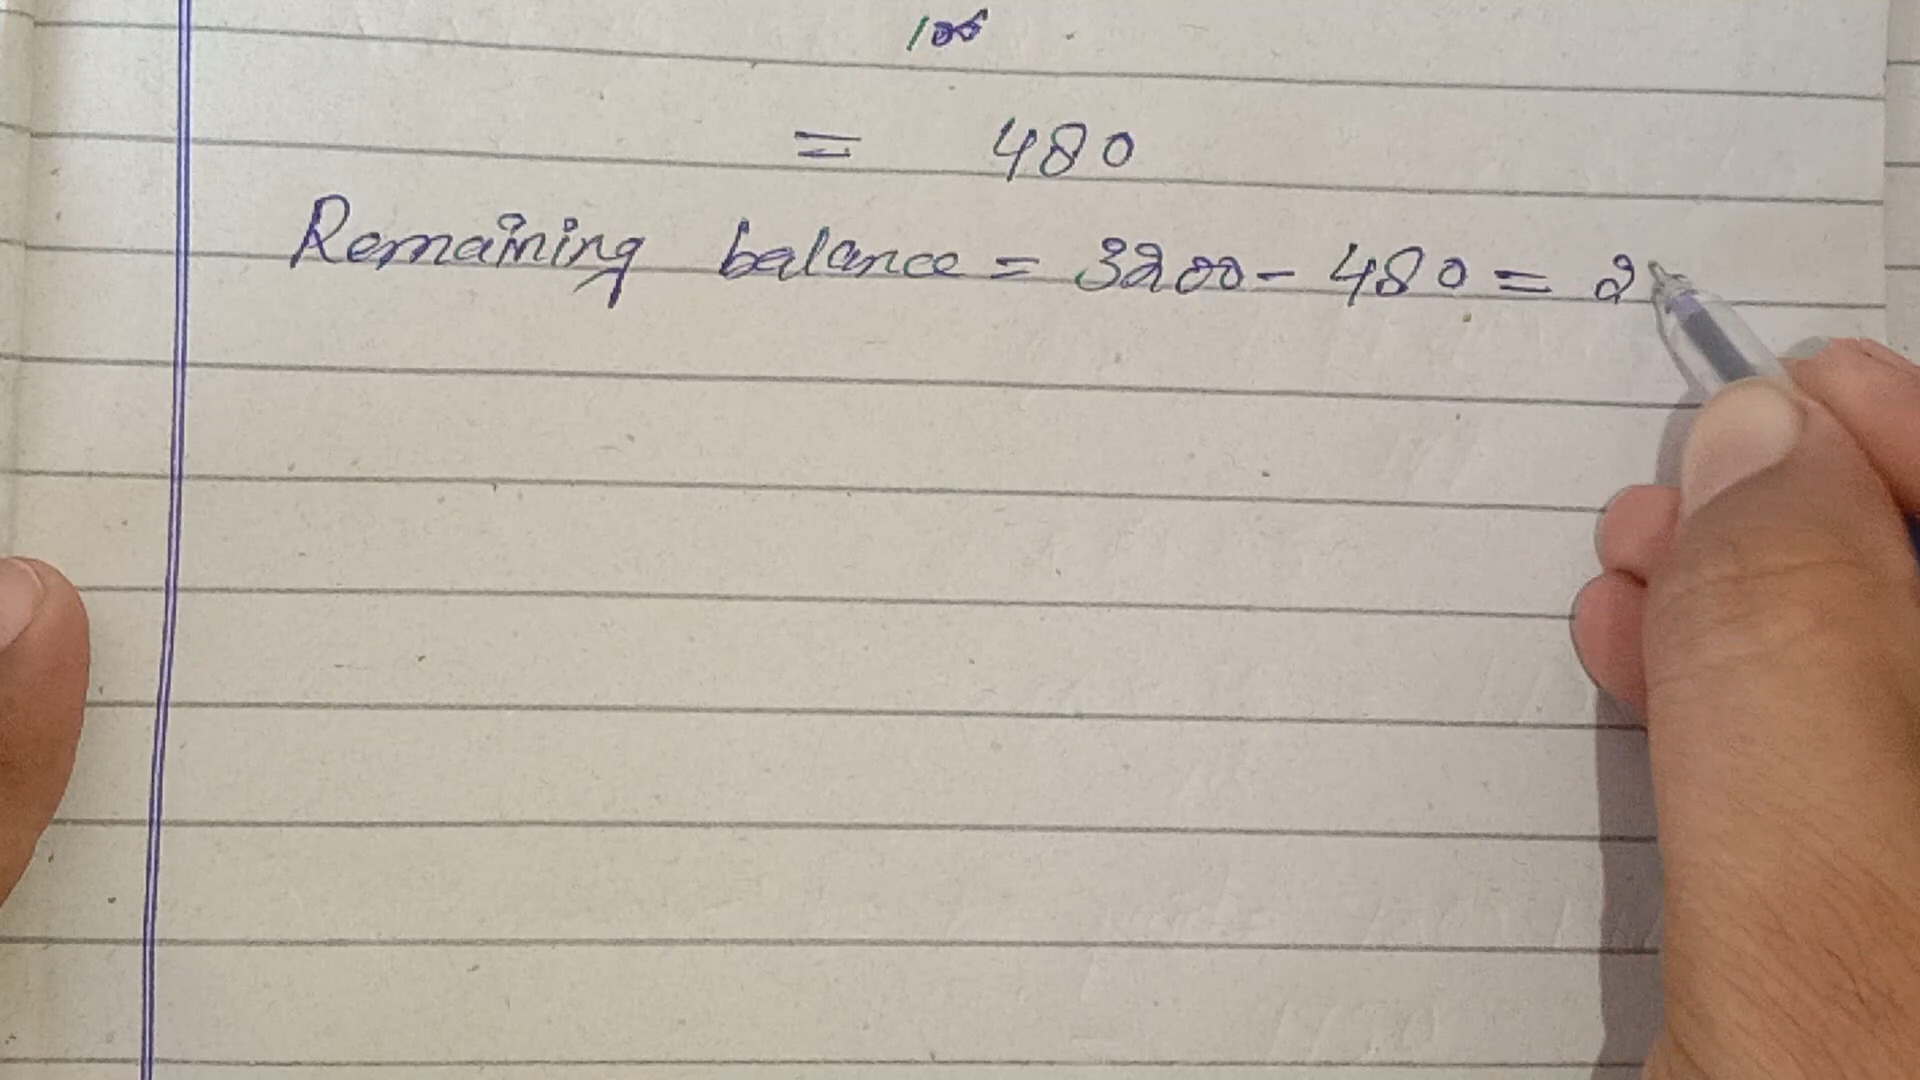 100
= 480
Remaining balance = 3200 - 480 = 2